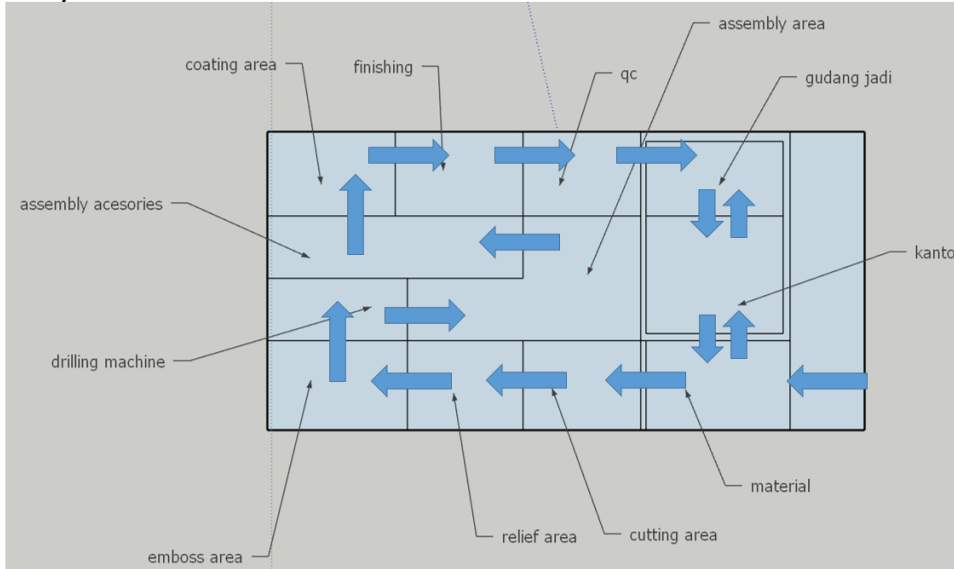 assembly area
coating area
finishing
qc
gudang jadi
assembly acesories
kanto
drilling machine
material
relief area
cutting area
emboss area